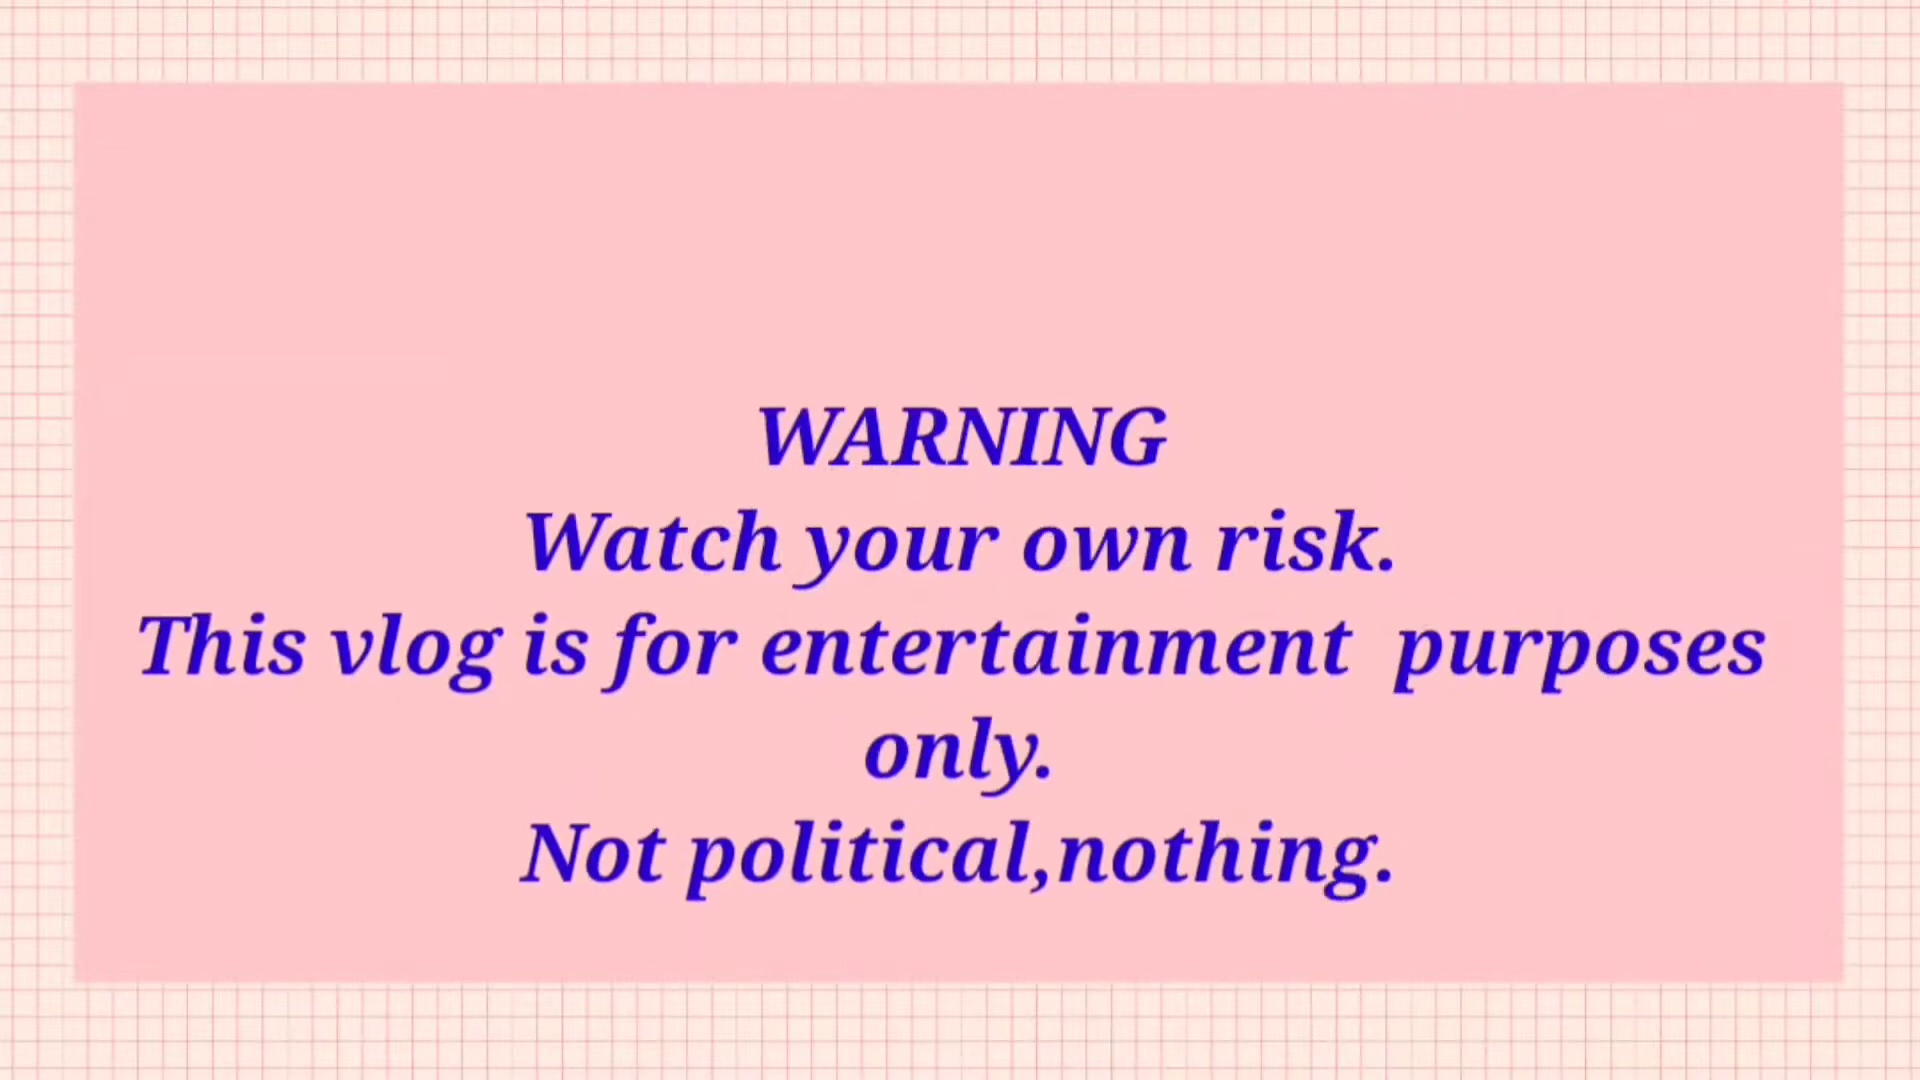 WARNING
Watch your own risk.
This vlog is for entertainment  purposes
only.
Not political,nothing.